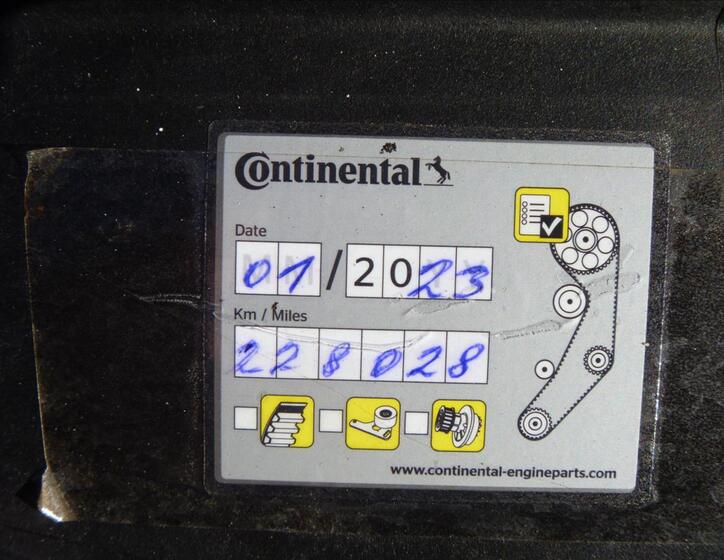 Continental
Date
01/2023
Km / Miles
228028
www.continental-engineparts.com